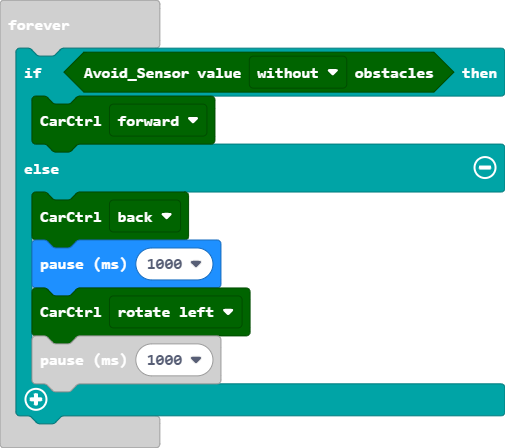 forever
if Avoid_Sensor value without obstacles then
CarCtrl forward
else
CarCtrl back
pause (ms) 1000
CarCtrl rotate left
pause (ms) 1000